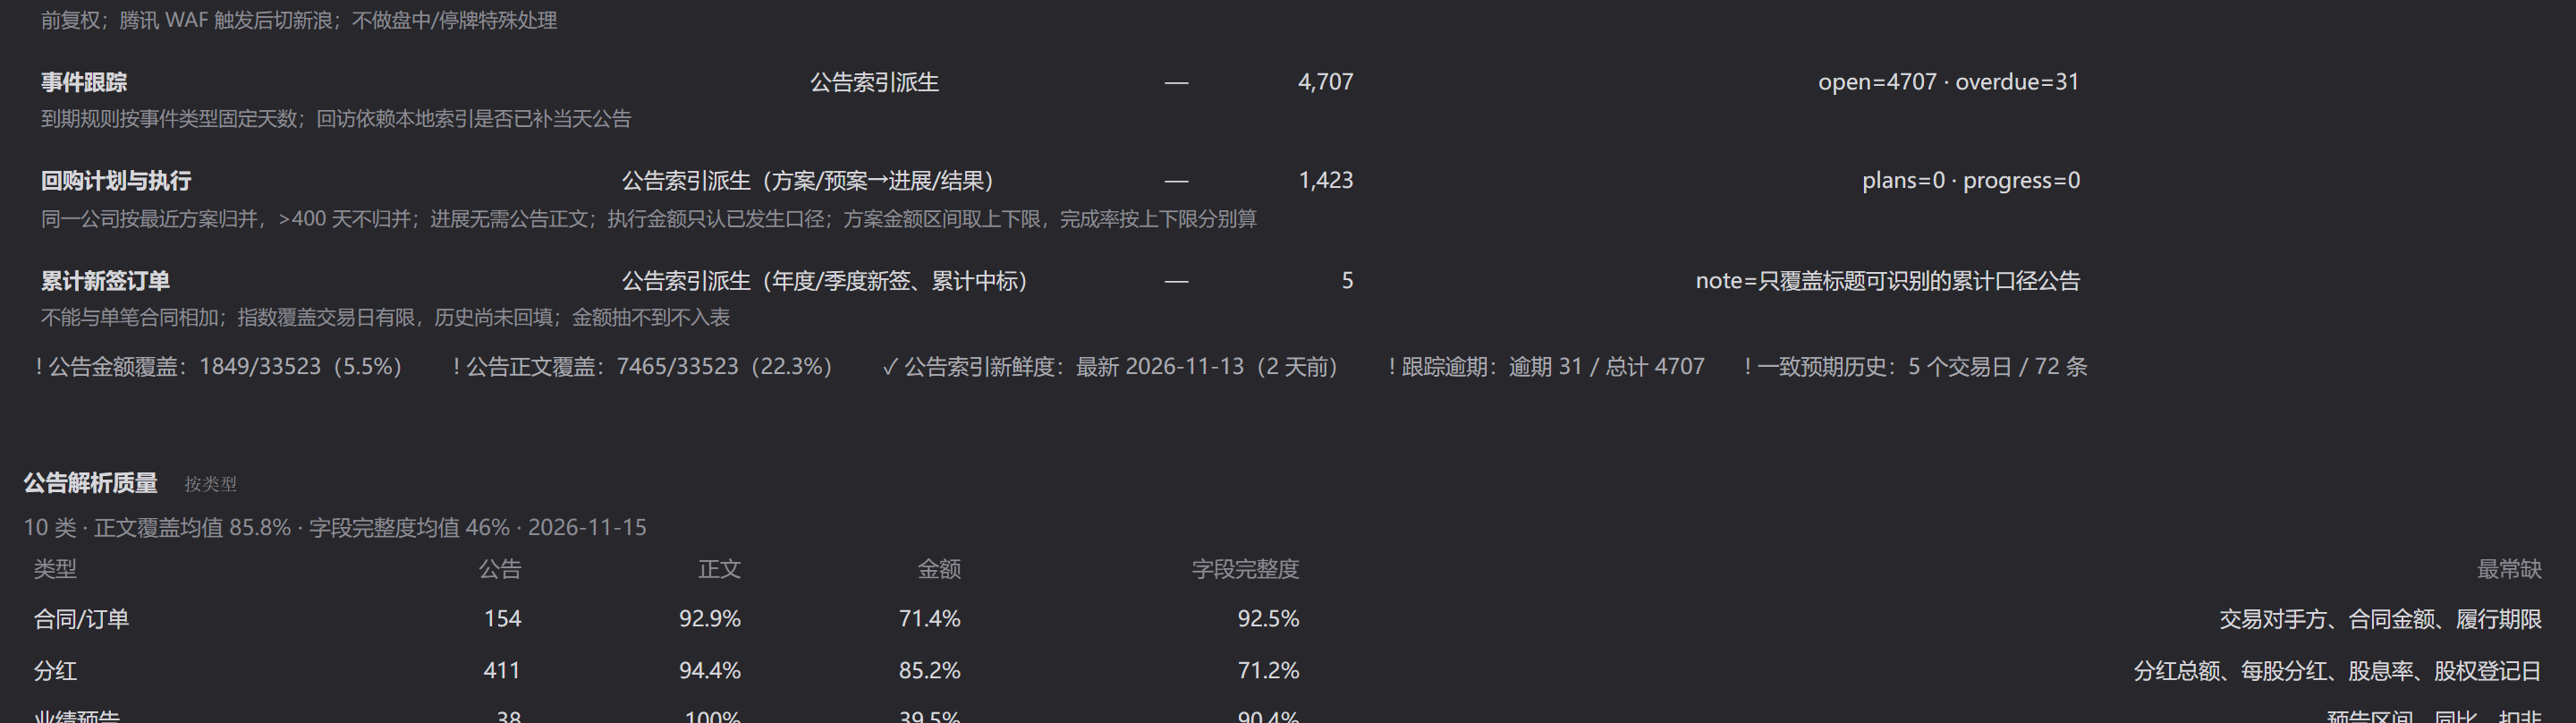 前复权；腾讯 WAF 触发后切新浪；不做盘中/停牌特殊处理
事件跟踪 公告索引派生 — 4,707 open=4707 · overdue=31
到期规则按事件类型固定天数；回访依赖本地索引是否已补当天公告
回购计划与执行 公告索引派生（方案/预案→进展/结果） — 1,423 plans=0 · progress=0
同一公司按最近方案归并，>400 天不归并；进展无需公告正文；执行金额只认已发生口径；方案金额区间取上下限，完成率按上下限分别算
累计新签订单 公告索引派生（年度/季度新签、累计中标） — 5 note=只覆盖标题可识别的累计口径公告
不能与单笔合同相加；指数覆盖交易日有限，历史尚未回填；金额抽不到不入表
! 公告金额覆盖：1849/33523（5.5%） ! 公告正文覆盖：7465/33523（22.3%） ✓ 公告索引新鲜度：最新 2026-11-13（2 天前） ! 跟踪逾期：逾期 31 / 总计 4707 ! 一致预期历史：5 个交易日 / 72 条
公告解析质量 按类型
10 类 · 正文覆盖均值 85.8% · 字段完整度均值 46% · 2026-11-15
类型 公告 正文 金额 字段完整度 最常缺
合同/订单 154 92.9% 71.4% 92.5% 交易对手方、合同金额、履行期限
分红 411 94.4% 85.2% 71.2% 分红总额、每股分红、股息率、股权登记日
业绩预告 38 100% 39.5% 90.4% 预告区间、同比、扣非